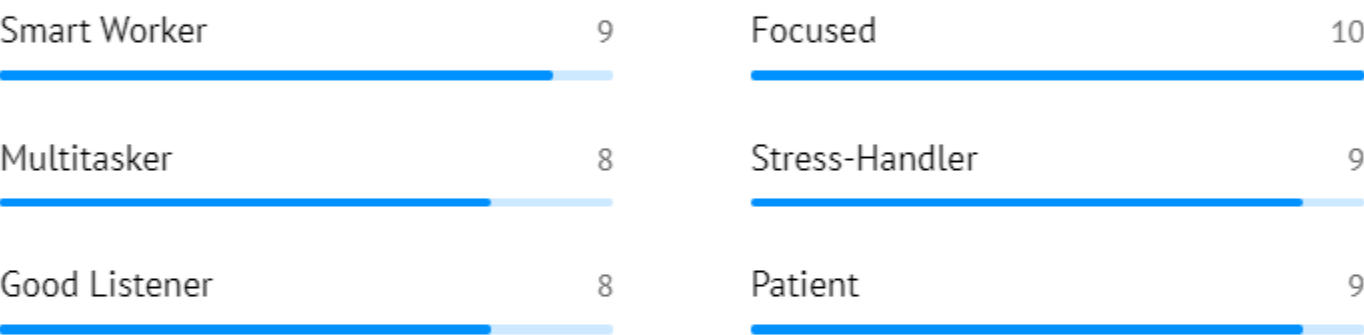 Smart Worker 9
Focused 10
Multitasker 8
Stress-Handler 9
Good Listener 8
Patient 9